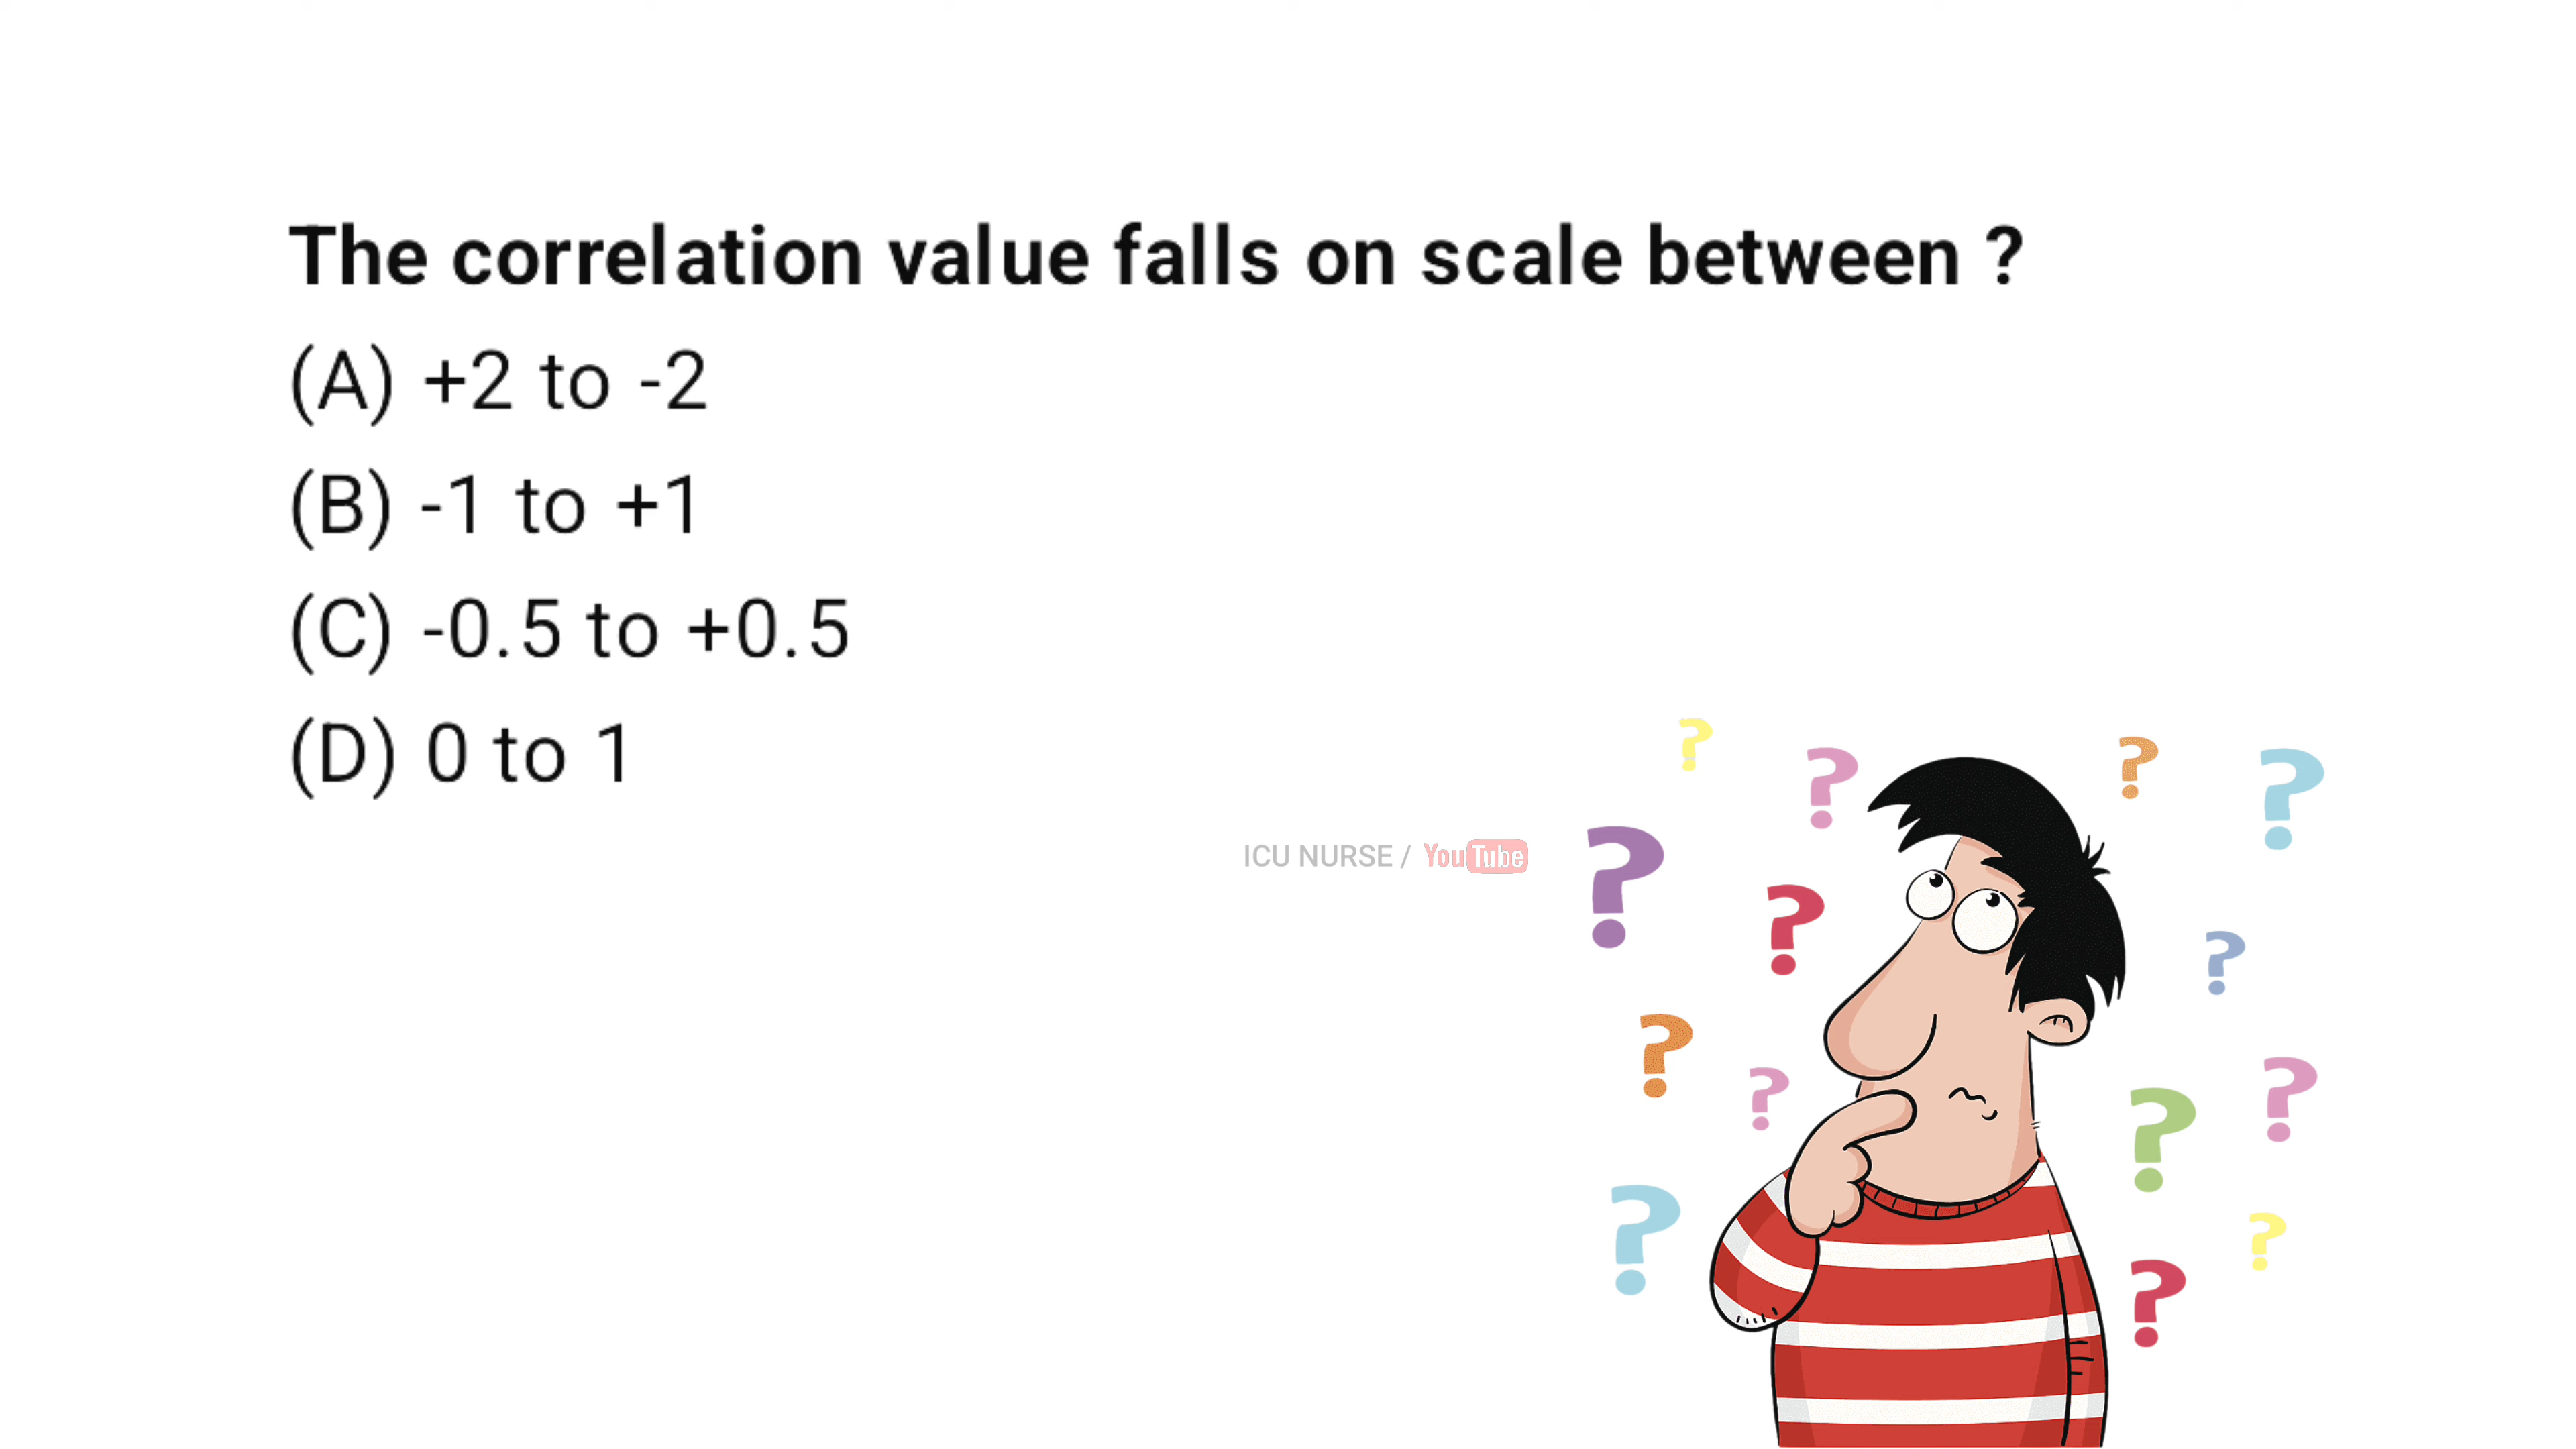 The correlation value falls on scale between ?
(A) +2 to -2
(B) -1 to +1
(C) -0.5 to +0.5
(D) 0 to 1
ICU NURSE / YouTube